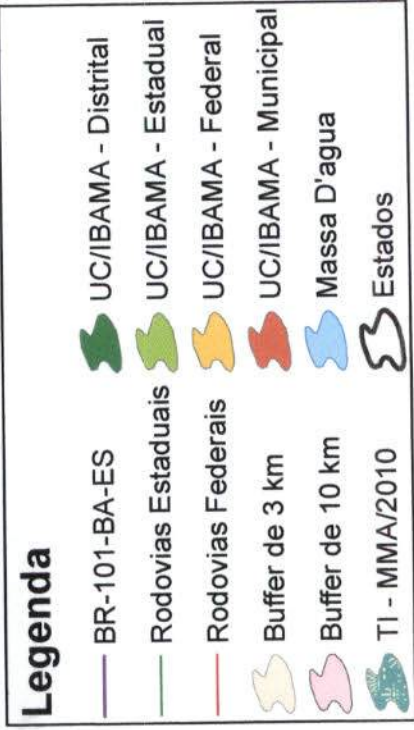 Legenda
BR-101-BA-ES
Rodovias Estaduais
Rodovias Federais
Buffer de 3 km
Buffer de 10 km
TI - MMA/2010
UC/IBAMA - Distrital
UC/IBAMA - Estadual
UC/IBAMA - Federal
UC/IBAMA - Municipal
Massa D'agua
Estados